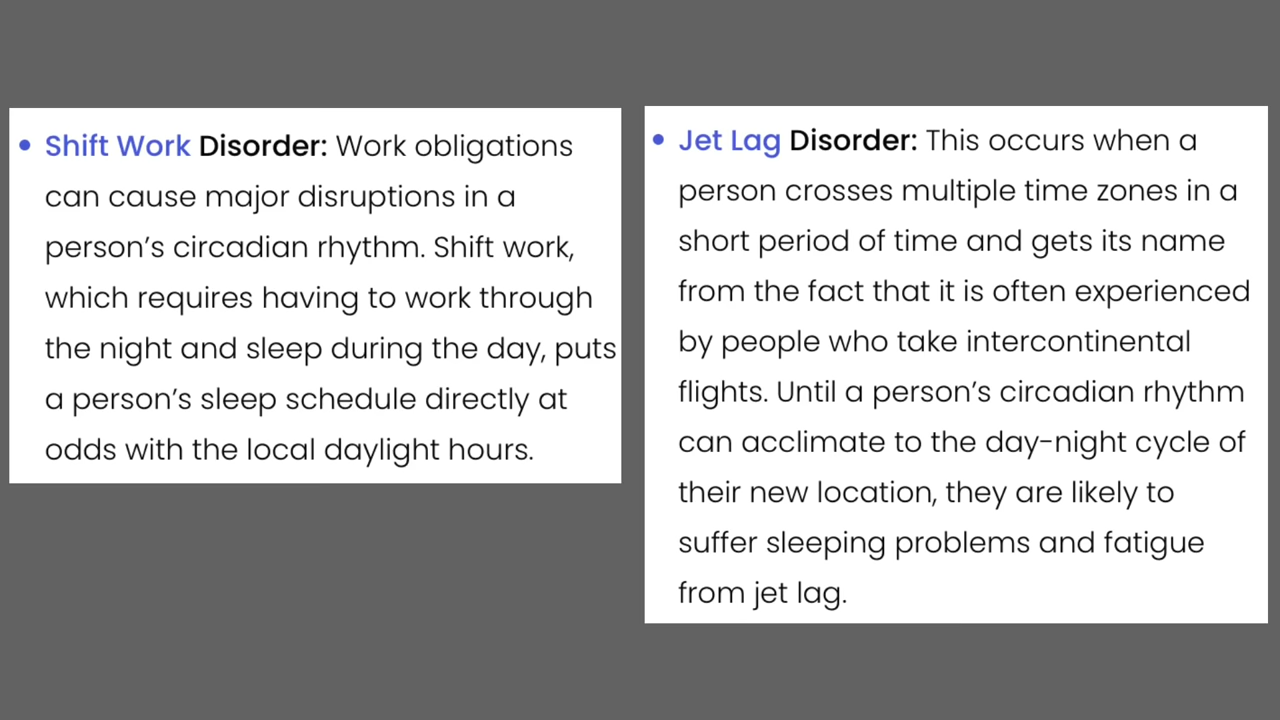 • Shift Work Disorder: Work obligations
can cause major disruptions in a
person’s circadian rhythm. Shift work,
which requires having to work through
the night and sleep during the day, puts
a person’s sleep schedule directly at
odds with the local daylight hours.
• Jet Lag Disorder: This occurs when a
person crosses multiple time zones in a
short period of time and gets its name
from the fact that it is often experienced
by people who take intercontinental
flights. Until a person’s circadian rhythm
can acclimate to the day-night cycle of
their new location, they are likely to
suffer sleeping problems and fatigue
from jet lag.